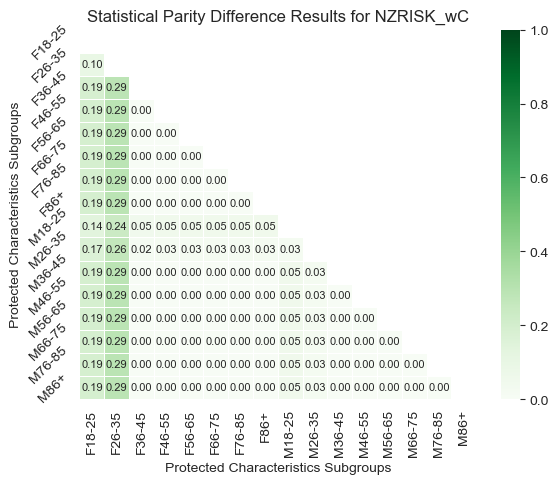 Statistical Parity Difference Results for NZRISK_wC
Protected Characteristics Subgroups
F18-25
F26-35
0.10
F36-45
0.19 0.29
F46-55
0.19 0.29 0.00
F56-65
0.19 0.29 0.00 0.00
F66-75
0.19 0.29 0.00 0.00 0.00
F76-85
0.19 0.29 0.00 0.00 0.00 0.00
F86+
0.19 0.29 0.00 0.00 0.00 0.00 0.00
M18-25
0.14 0.24 0.05 0.05 0.05 0.05 0.05 0.05
M26-35
0.17 0.26 0.02 0.03 0.03 0.03 0.03 0.03 0.03
M36-45
0.19 0.29 0.00 0.00 0.00 0.00 0.00 0.00 0.05 0.03
M46-55
0.19 0.29 0.00 0.00 0.00 0.00 0.00 0.00 0.05 0.03 0.00
M56-65
0.19 0.29 0.00 0.00 0.00 0.00 0.00 0.00 0.05 0.03 0.00 0.00
M66-75
0.19 0.29 0.00 0.00 0.00 0.00 0.00 0.00 0.05 0.03 0.00 0.00 0.00
M76-85
0.19 0.29 0.00 0.00 0.00 0.00 0.00 0.00 0.05 0.03 0.00 0.00 0.00 0.00
M86+
0.19 0.29 0.00 0.00 0.00 0.00 0.00 0.00 0.05 0.03 0.00 0.00 0.00 0.00 0.00
F18-25
F26-35
F36-45
F46-55
F56-65
F66-75
F76-85
F86+
M18-25
M26-35
M36-45
M46-55
M56-65
M66-75
M76-85
M86+
Protected Characteristics Subgroups
1.0
0.8
0.6
0.4
0.2
0.0